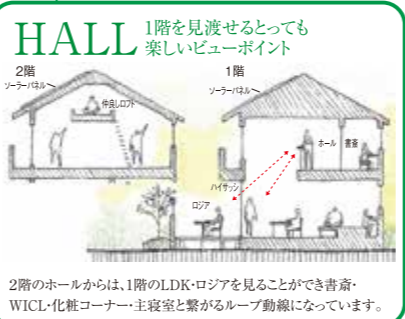 HALL 1階を見渡せるとっても
楽しいビューポイント
2階
ソーラーパネル
仲良しロフト
1階
ソーラーパネル
ホール
書斎
ハイサッシ
ロジア
2階のホールからは、1階のLDK・ロジアを見ることができ書斎・
WICL・化粧コーナー・主寝室と繋がるループ動線になっています。